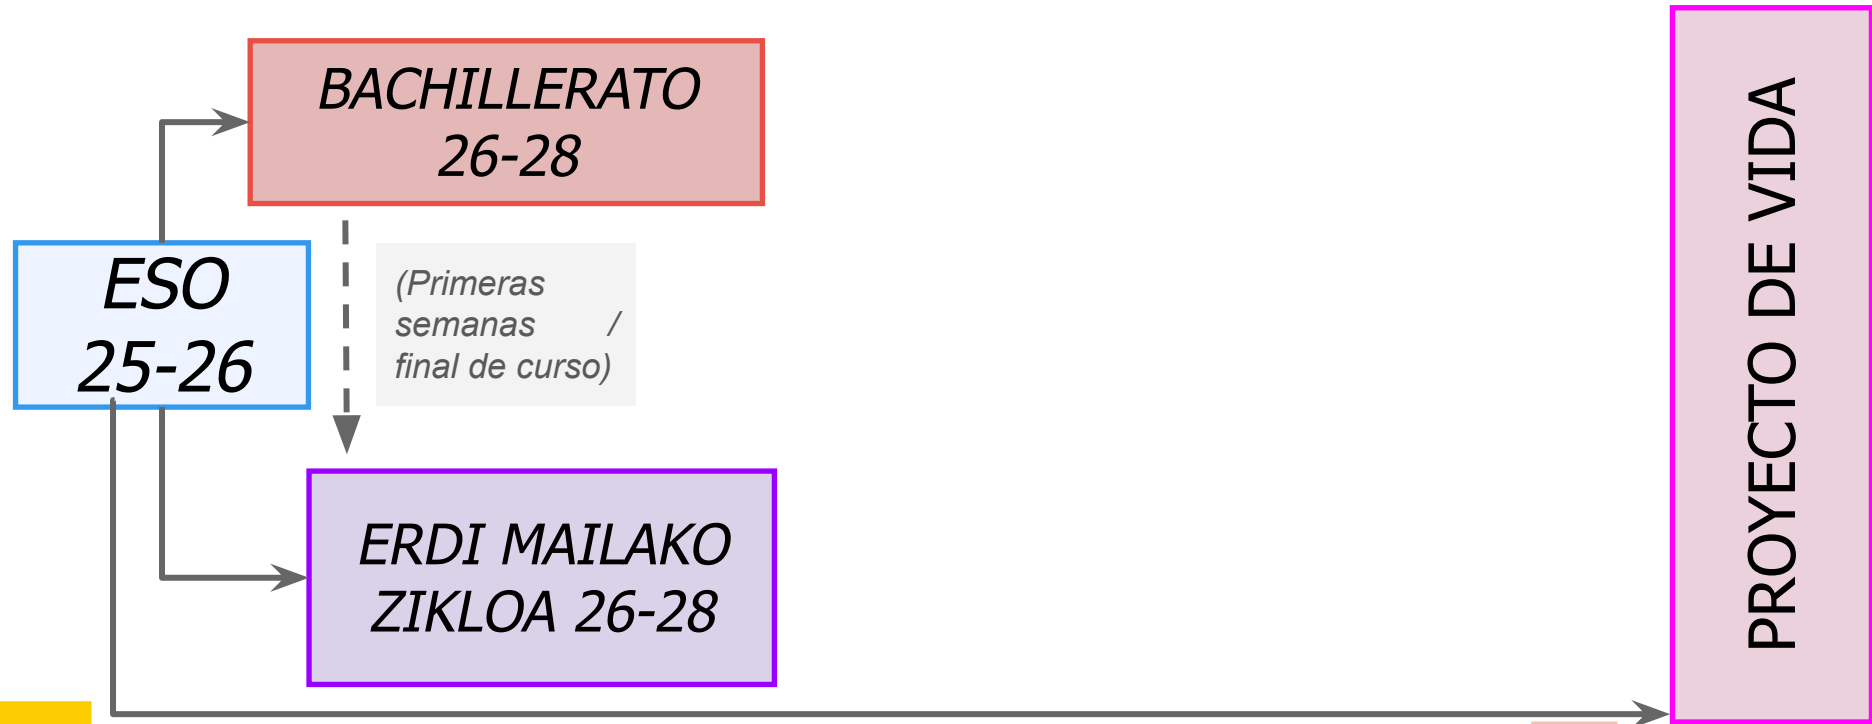 BACHILLERATO
26-28
ESO
25-26
(Primeras
semanas /
final de curso)
ERDI MAILAKO
ZIKLOA 26-28
PROYECTO DE VIDA